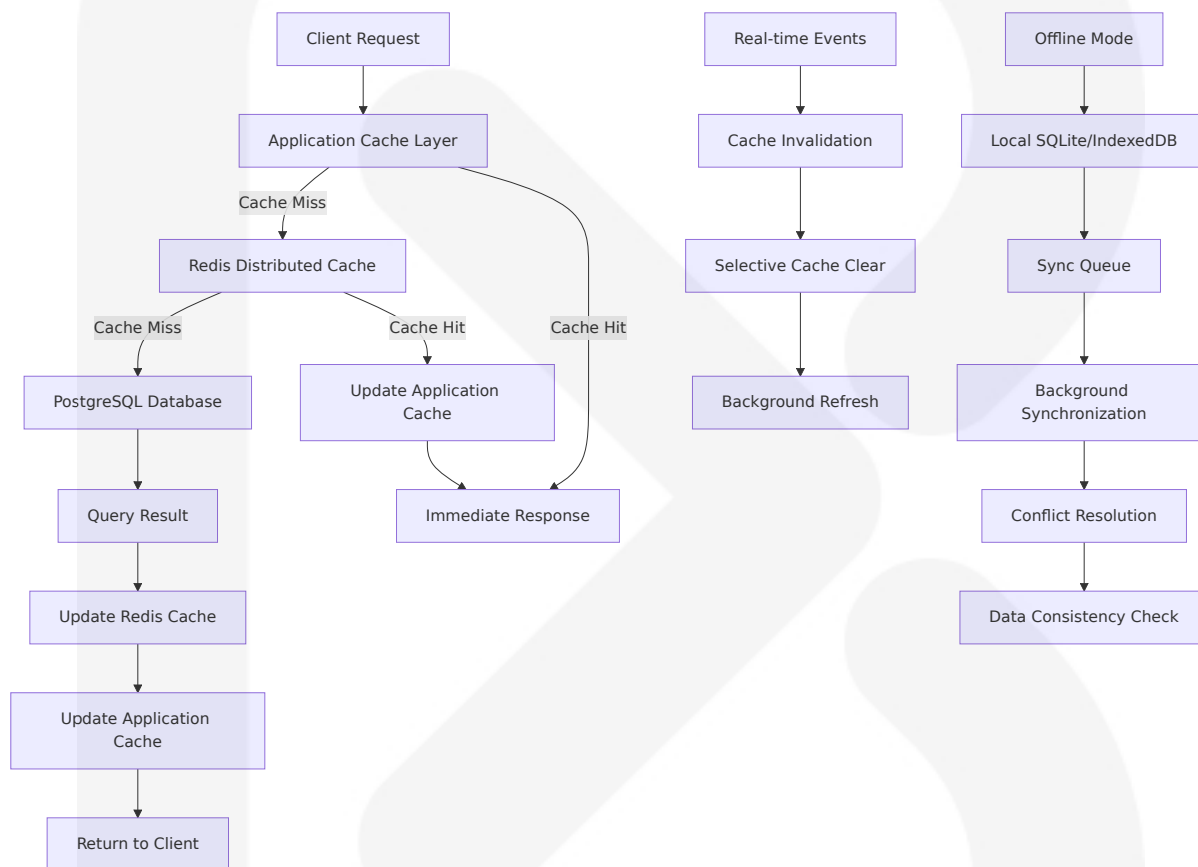 Client Request
Real-time Events
Offline Mode
Application Cache Layer
Cache Invalidation
Local SQLite/IndexedDB
Cache Miss
Redis Distributed Cache
Selective Cache Clear
Sync Queue
Cache Miss
Cache Hit
Cache Hit
PostgreSQL Database
Update Application
Cache
Background Refresh
Background
Synchronization
Query Result
Immediate Response
Conflict Resolution
Update Redis Cache
Data Consistency Check
Update Application
Cache
Return to Client